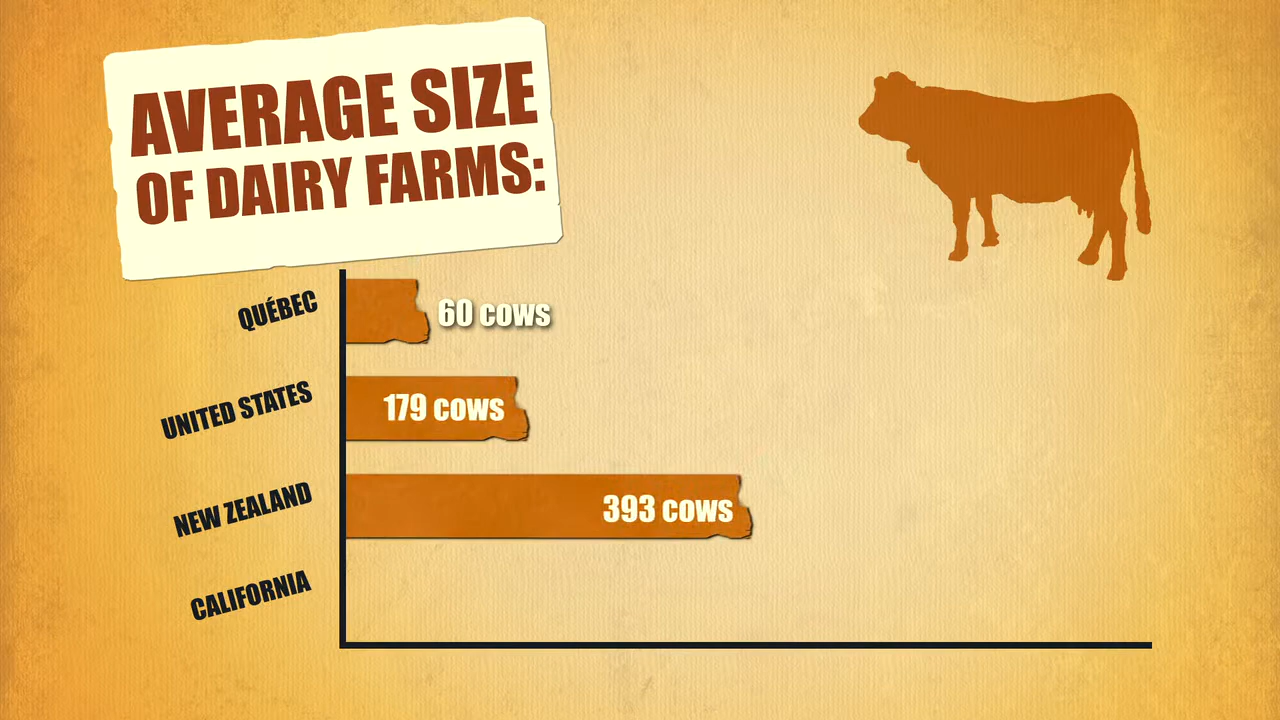 AVERAGE SIZE
OF DAIRY FARMS:
QUÉBEC
60 cows
UNITED STATES
179 cows
NEW ZEALAND
393 cows
CALIFORNIA